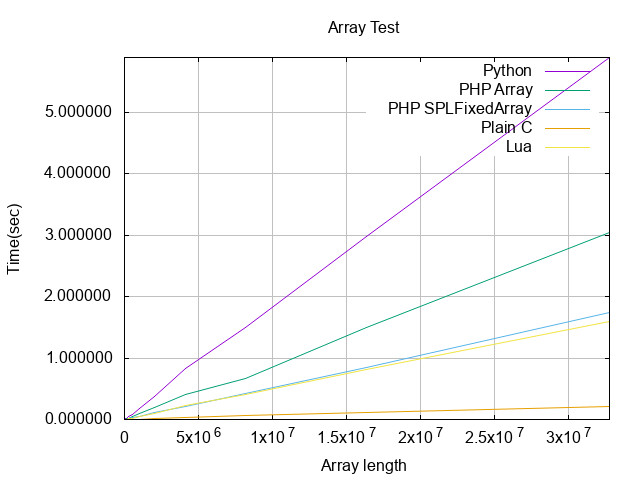 Array Test
Python
PHP Array
PHP SPLFixedArray
Plain C
Lua
Time(sec)
5.000000
4.000000
3.000000
2.000000
1.000000
0.000000
0 5x10^6 1x10^7 1.5x10^7 2x10^7 2.5x10^7 3x10^7
Array length